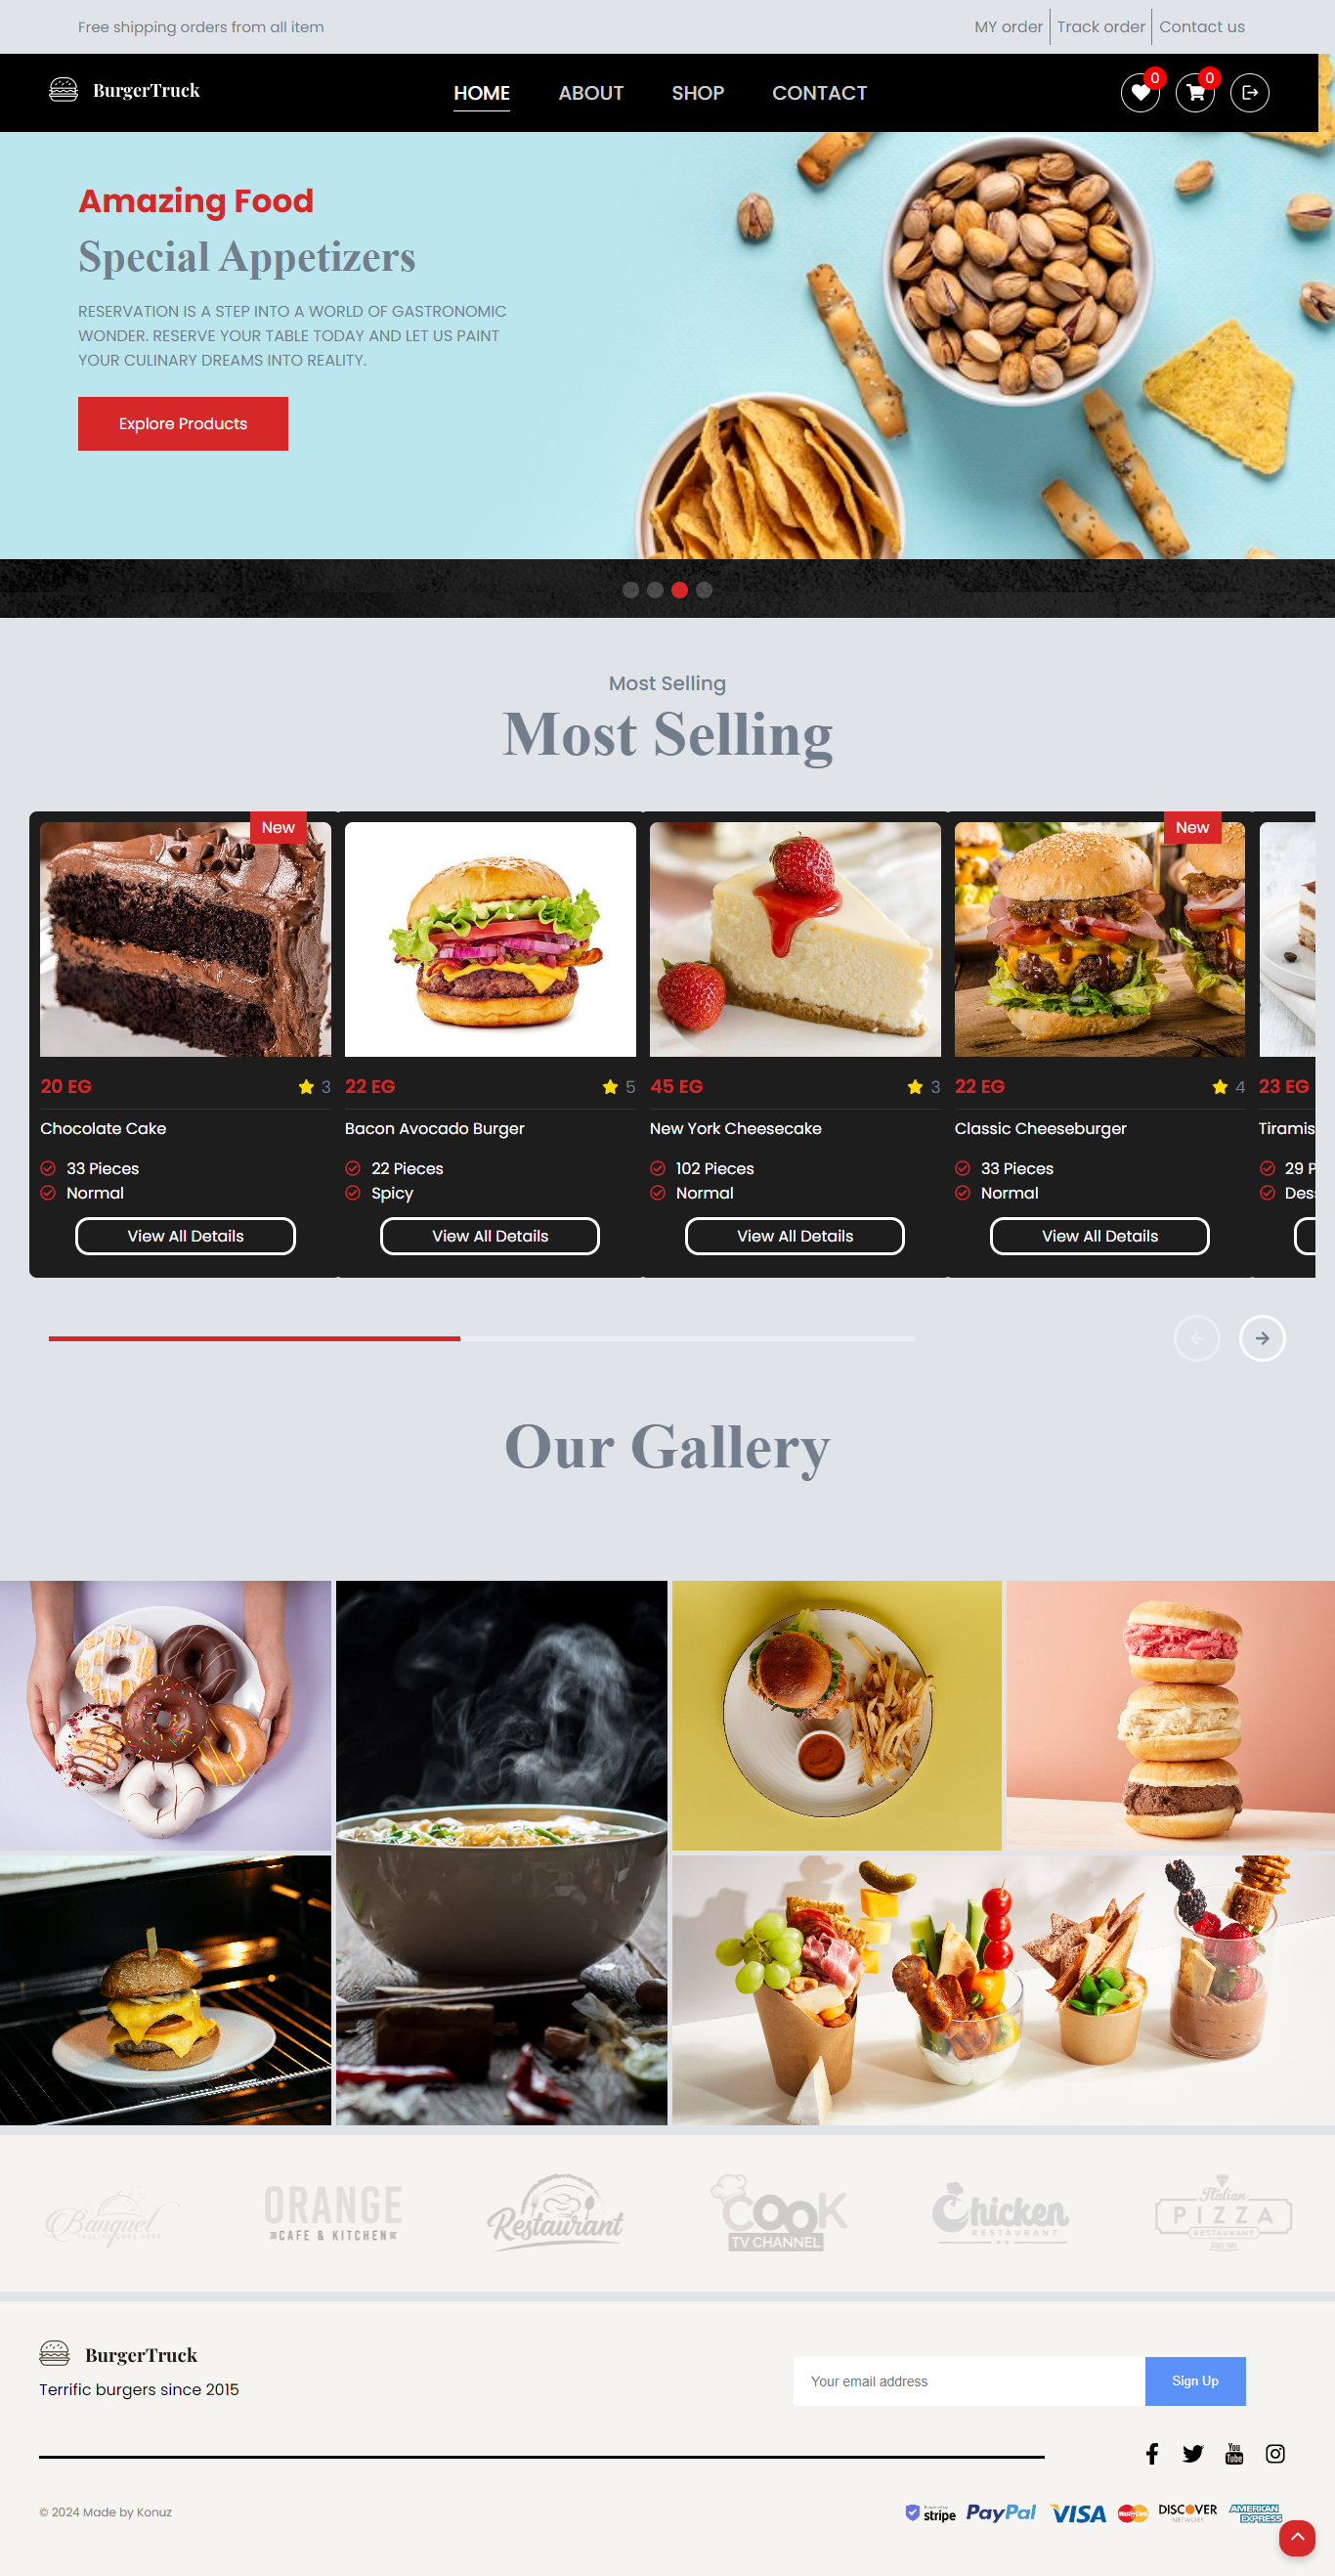 Free shipping orders from all item
MY order
Track order
Contact us
BurgerTruck
HOME
ABOUT
SHOP
CONTACT
0
0
Amazing Food
Special Appetizers
RESERVATION IS A STEP INTO A WORLD OF GASTRONOMIC
WONDER. RESERVE YOUR TABLE TODAY AND LET US PAINT
YOUR CULINARY DREAMS INTO REALITY.
Explore Products
Most Selling
Most Selling
New
20 EG
3
Chocolate Cake
33 Pieces
Normal
View All Details
22 EG
5
Bacon Avocado Burger
22 Pieces
Spicy
View All Details
45 EG
3
New York Cheesecake
102 Pieces
Normal
View All Details
New
22 EG
4
Classic Cheeseburger
33 Pieces
Normal
View All Details
23 EG
Tiramis
29 P
Des
Our Gallery
Banquet
TAGLINE GOES HERE
ORANGE
CAFE & KITCHEN
Restaurant
COOK
TV CHANNEL
Chicken
RESTAURANT
Italian
PIZZA
RESTAURANT
BurgerTruck
Terrific burgers since 2015
Your email address
Sign Up
You
Tube
© 2024 Made by Konuz
stripe
PayPal
VISA
MasterCard
DISCOVER
NETWORK
AMERICAN
EXPRESS